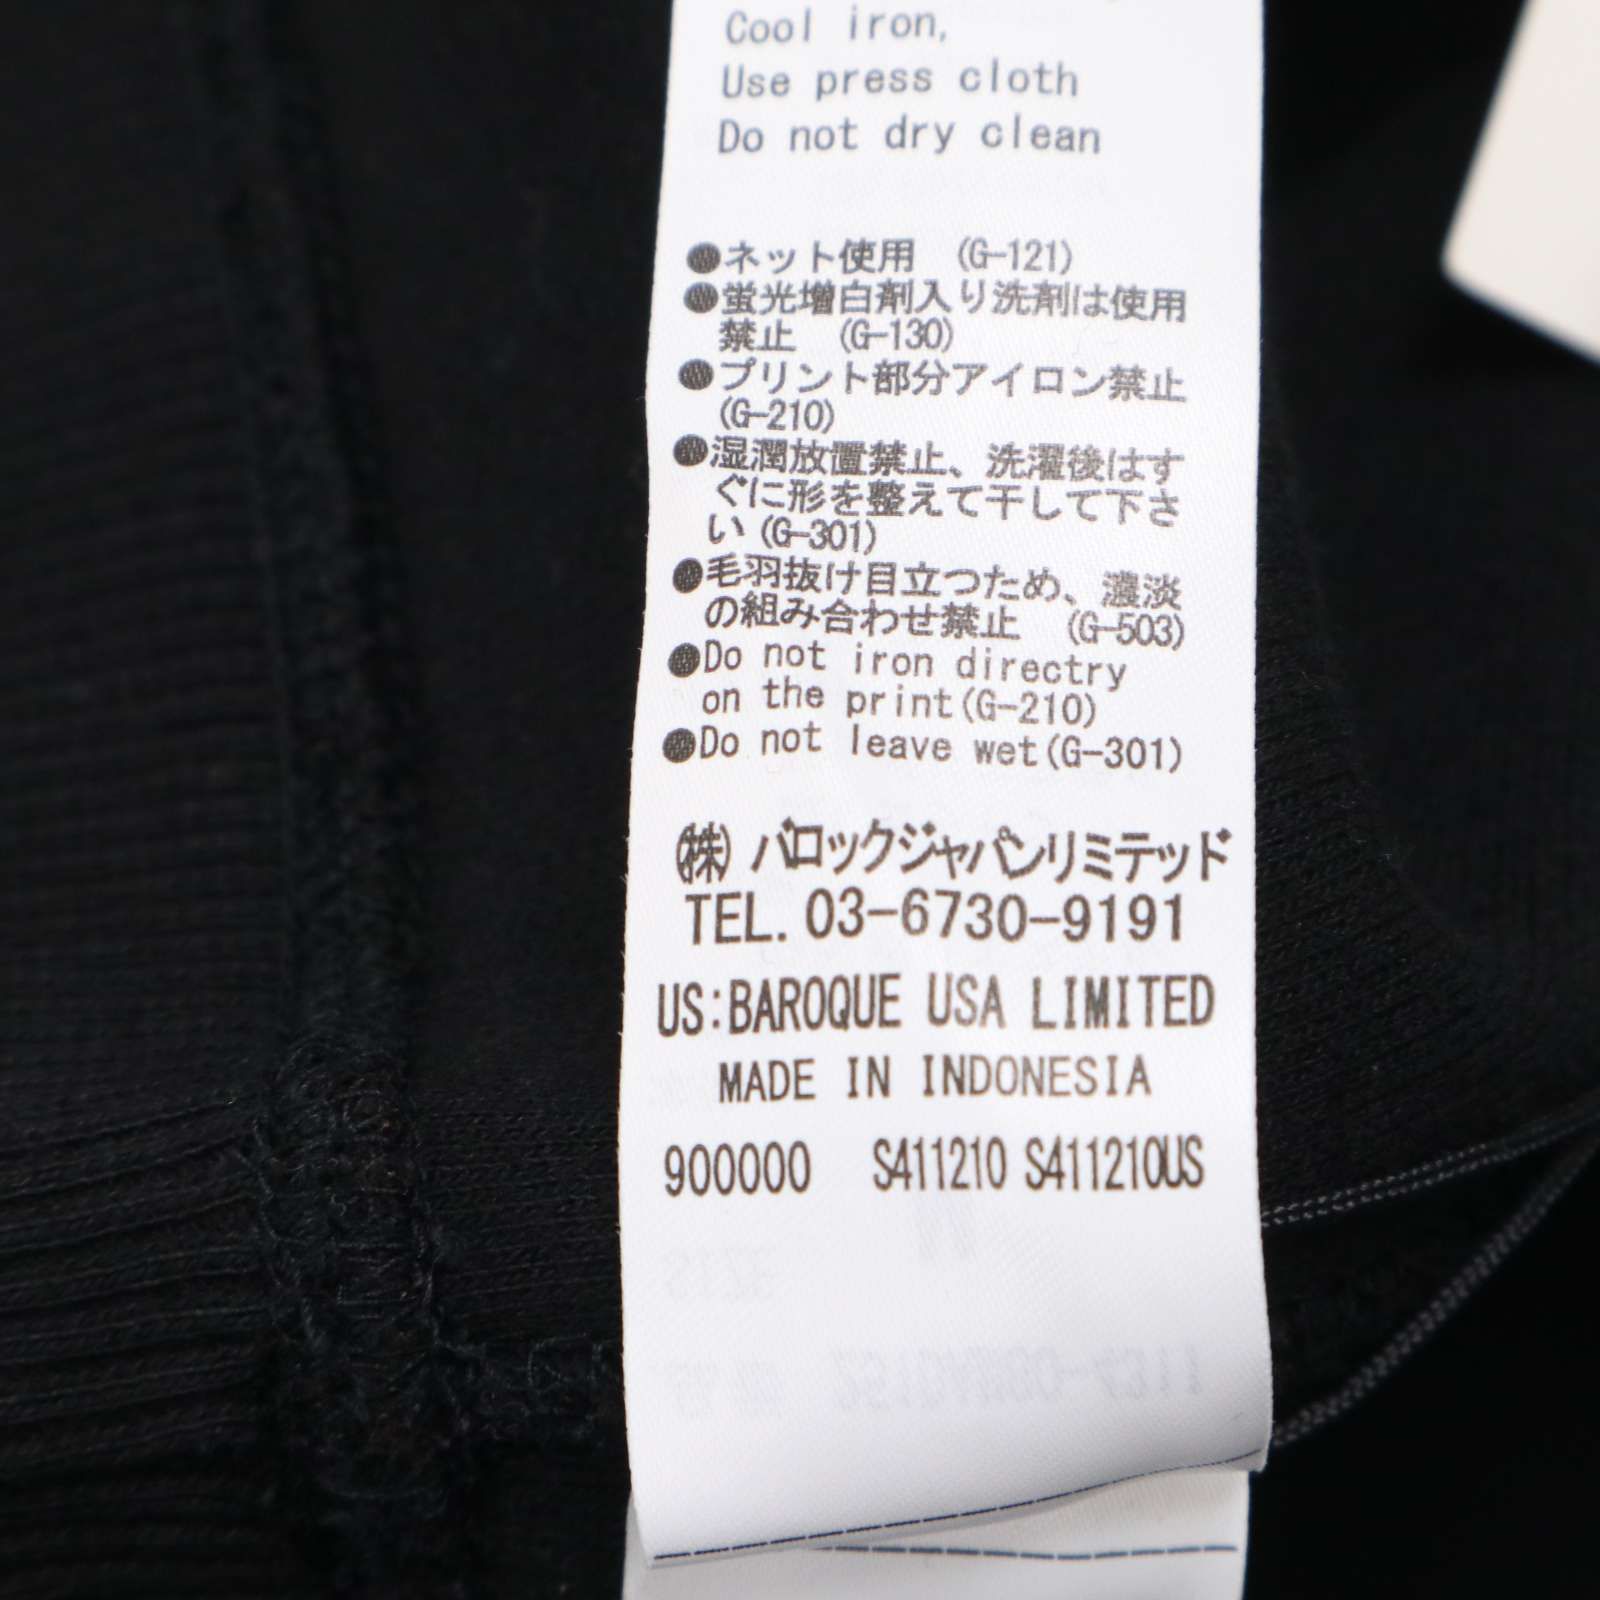 Cool iron,
Use press cloth
Do not dry clean
●ネット使用 (G-121)
●蛍光増白剤入り洗剤は使用
禁止 (G-130)
●プリント部分アイロン禁止
(G-210)
●湿潤放置禁止、洗濯後はす
ぐに形を整えて干して下さ
い(G-301)
●毛羽抜け目立つため、濃淡
の組み合わせ禁止 (G-503)
●Do not iron directry
on the print(G-210)
●Do not leave wet(G-301)
㈱ バロックジャパンリミテッド
TEL. 03-6730-9191
US:BAROQUE USA LIMITED
MADE IN INDONESIA
900000 S411210 S411210US